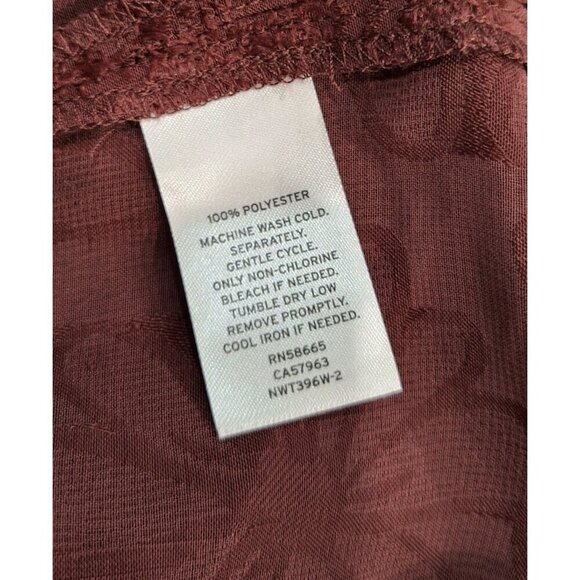 100% POLYESTER
MACHINE WASH COLD.
SEPARATELY.
GENTLE CYCLE.
ONLY NON-CHLORINE
BLEACH IF NEEDED.
TUMBLE DRY LOW
REMOVE PROMPTLY.
COOL IRON IF NEEDED.
RN58665
CA57963
NWT396W-2